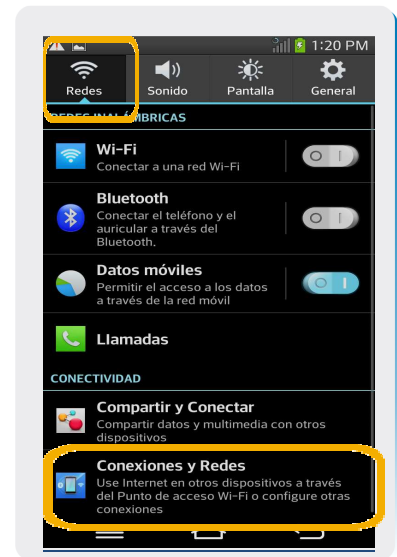 1:20 PM
Redes
Sonido
Pantalla
General
REDES INALÁMBRICAS
Wi-Fi
Conectar a una red Wi-Fi
Bluetooth
Conectar el teléfono y el
auricular a través del
Bluetooth.
Datos móviles
Permitir el acceso a los datos
a través de la red móvil
Llamadas
CONECTIVIDAD
Compartir y Conectar
Compartir datos y multimedia con otros
dispositivos
Conexiones y Redes
Use Internet en otros dispositivos a través
del Punto de acceso Wi-Fi o configure otras
conexiones